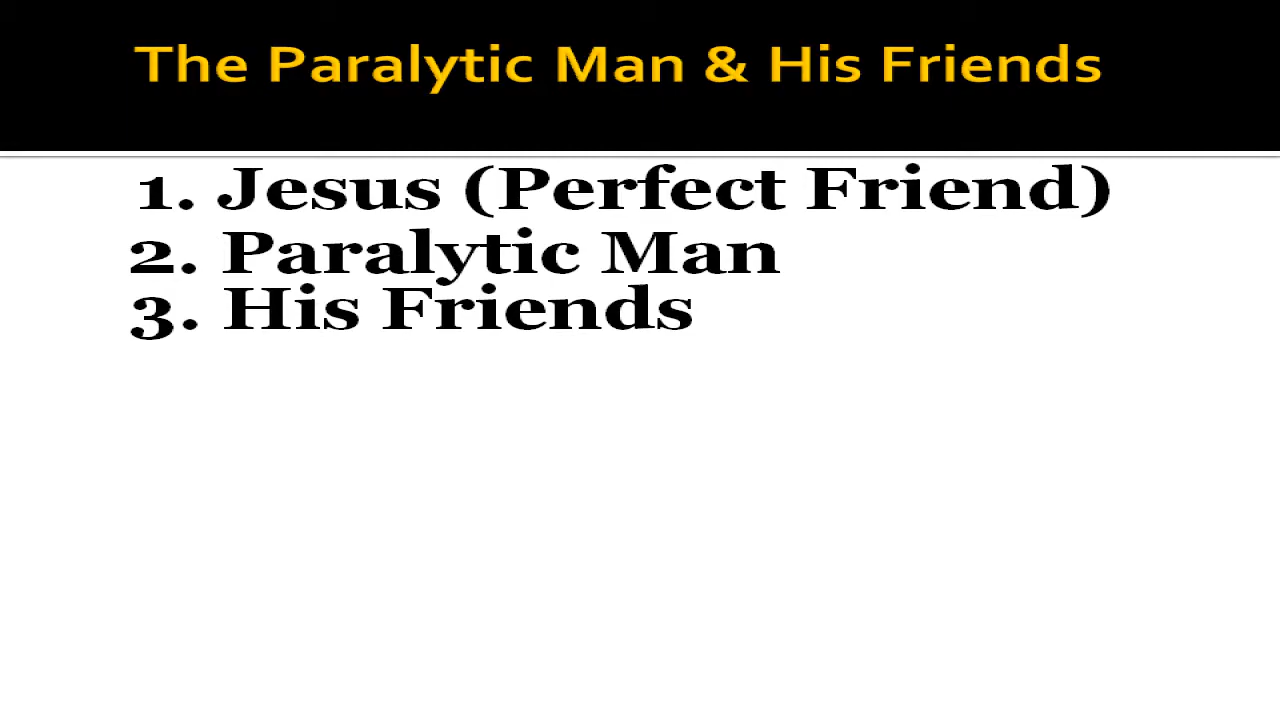 The Paralytic Man & His Friends
1. Jesus (Perfect Friend)
2. Paralytic Man
3. His Friends